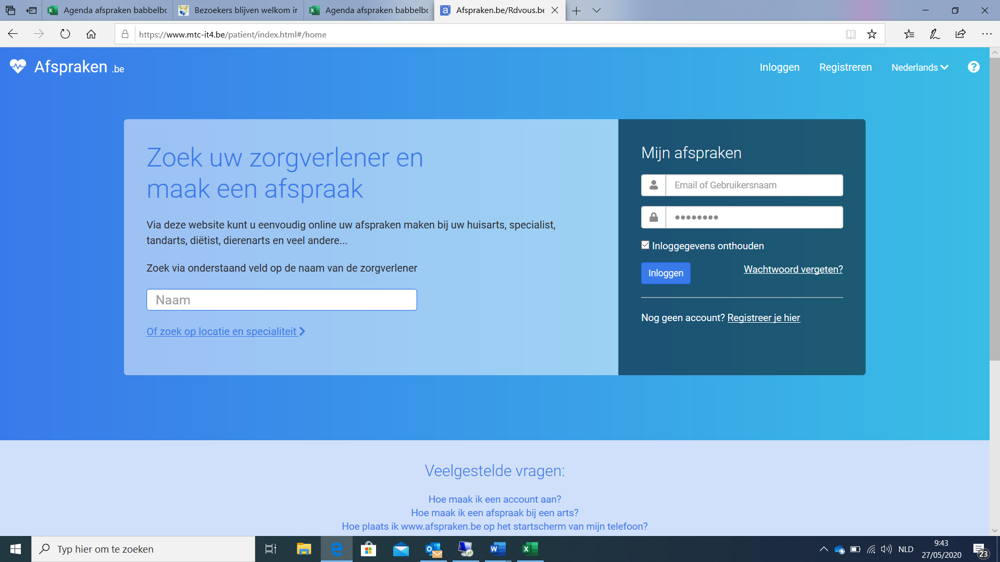 Agenda afspraken babbelbo
Bezoekers blijven welkom in
Agenda afspraken babbelbo
Afspraken.be/Rdvous.be
https://www.mtc-it4.be/patient/index.html#/home
Afspraken .be
Inloggen
Registreren
Nederlands
Zoek uw zorgverlener en
maak een afspraak
Via deze website kunt u eenvoudig online uw afspraken maken bij uw huisarts, specialist,
tandarts, diëtist, dierenarts en veel andere...
Zoek via onderstaand veld op de naam van de zorgverlener
Naam
Of zoek op locatie en specialiteit
Mijn afspraken
Email of Gebruikersnaam
Inloggegevens onthouden
Inloggen
Wachtwoord vergeten?
Nog geen account? Registreer je hier
Veelgestelde vragen:
Hoe maak ik een account aan?
Hoe maak ik een afspraak bij een arts?
Hoe plaats ik www.afspraken.be op het startscherm van mijn telefoon?
Typ hier om te zoeken
NLD
9:43
27/05/2020
23